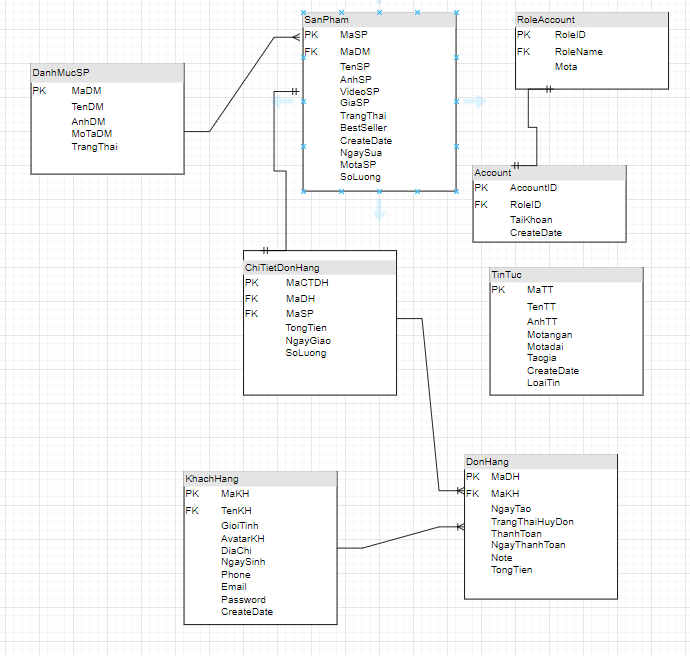 SanPham
PK MaSP
FK MaDM
TenSP
AnhSP
VideoSP
GiaSP
TrangThai
BestSeller
CreateDate
NgaySua
MotaSP
SoLuong
RoleAccount
PK RoleID
FK RoleName
Mota
DanhMucSP
PK MaDM
TenDM
AnhDM
MoTaDM
TrangThai
Account
PK AccountID
FK RoleID
TaiKhoan
CreateDate
ChiTietDonHang
PK MaCTDH
FK MaDH
FK MaSP
TongTien
NgayGiao
SoLuong
TinTuc
PK MaTT
TenTT
AnhTT
Motangan
Motadai
Tacgia
CreateDate
LoaiTin
KhachHang
PK MaKH
FK TenKH
GioiTinh
AvatarKH
DiaChi
NgaySinh
Phone
Email
Password
CreateDate
DonHang
PK MaDH
FK MaKH
NgayTao
TrangThaiHuyDon
ThanhToan
NgayThanhToan
Note
TongTien